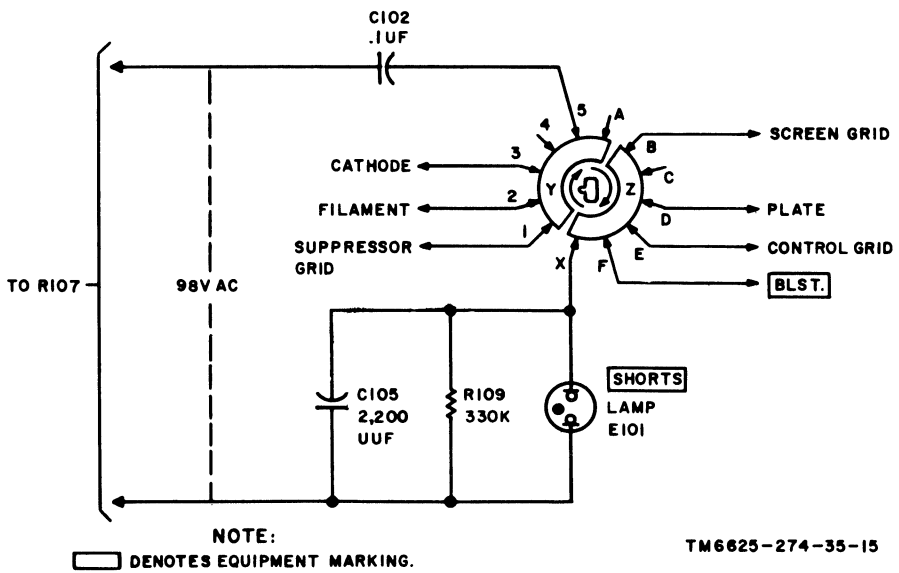 C102
.1UF
5
A
4
B
SCREEN GRID
3
CATHODE
C
Y
Z
2
FILAMENT
D
PLATE
1
SUPPRESSOR
GRID
E
CONTROL GRID
X
F
BLST.
TO R107
98V AC
SHORTS
C105
2,200
UUF
R109
330K
LAMP
E101
NOTE:
DENOTES EQUIPMENT MARKING.
TM6625-274-35-15